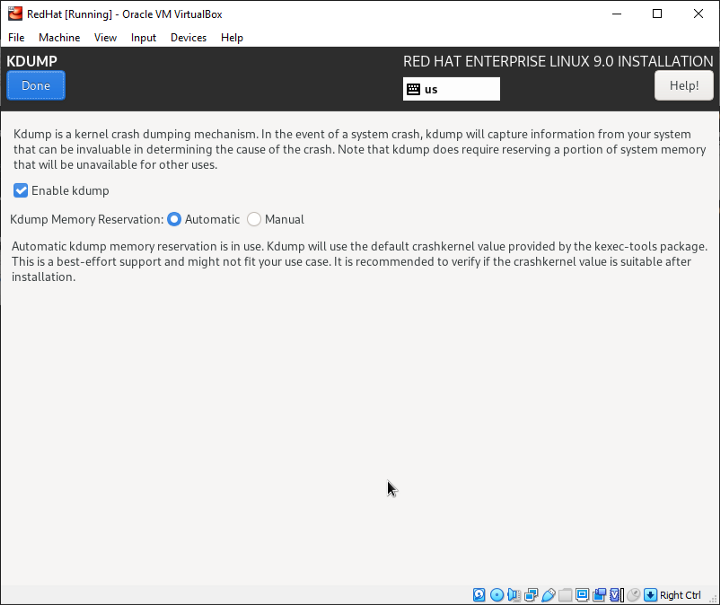 RedHat [Running] - Oracle VM VirtualBox
File Machine View Input Devices Help
KDUMP
RED HAT ENTERPRISE LINUX 9.0 INSTALLATION
Done
us
Help!
Kdump is a kernel crash dumping mechanism. In the event of a system crash, kdump will capture information from your system
that can be invaluable in determining the cause of the crash. Note that kdump does require reserving a portion of system memory
that will be unavailable for other uses.
Enable kdump
Kdump Memory Reservation: Automatic Manual
Automatic kdump memory reservation is in use. Kdump will use the default crashkernel value provided by the kexec-tools package.
This is a best-effort support and might not fit your use case. It is recommended to verify if the crashkernel value is suitable after
installation.
Right Ctrl